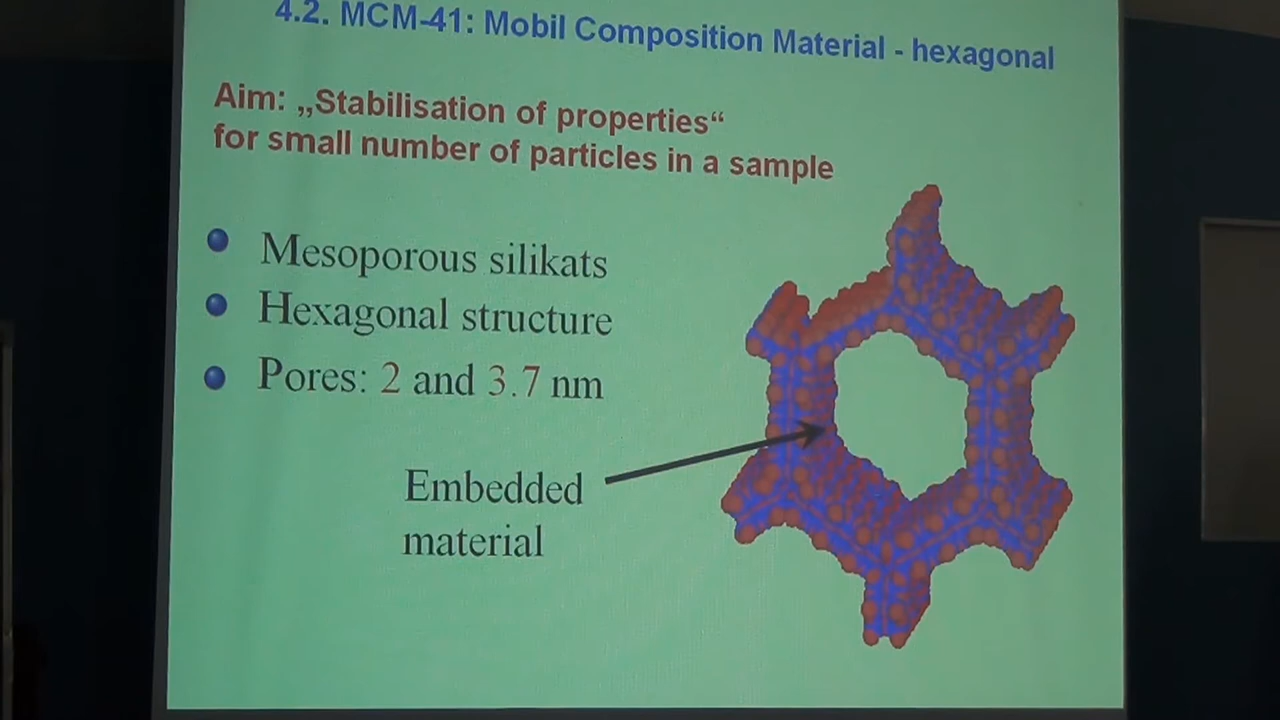 4.2. MCM-41: Mobil Composition Material - hexagonal
Aim: „Stabilisation of properties“
for small number of particles in a sample
Mesoporous silikats
Hexagonal structure
Pores: 2 and 3.7 nm
Embedded
material